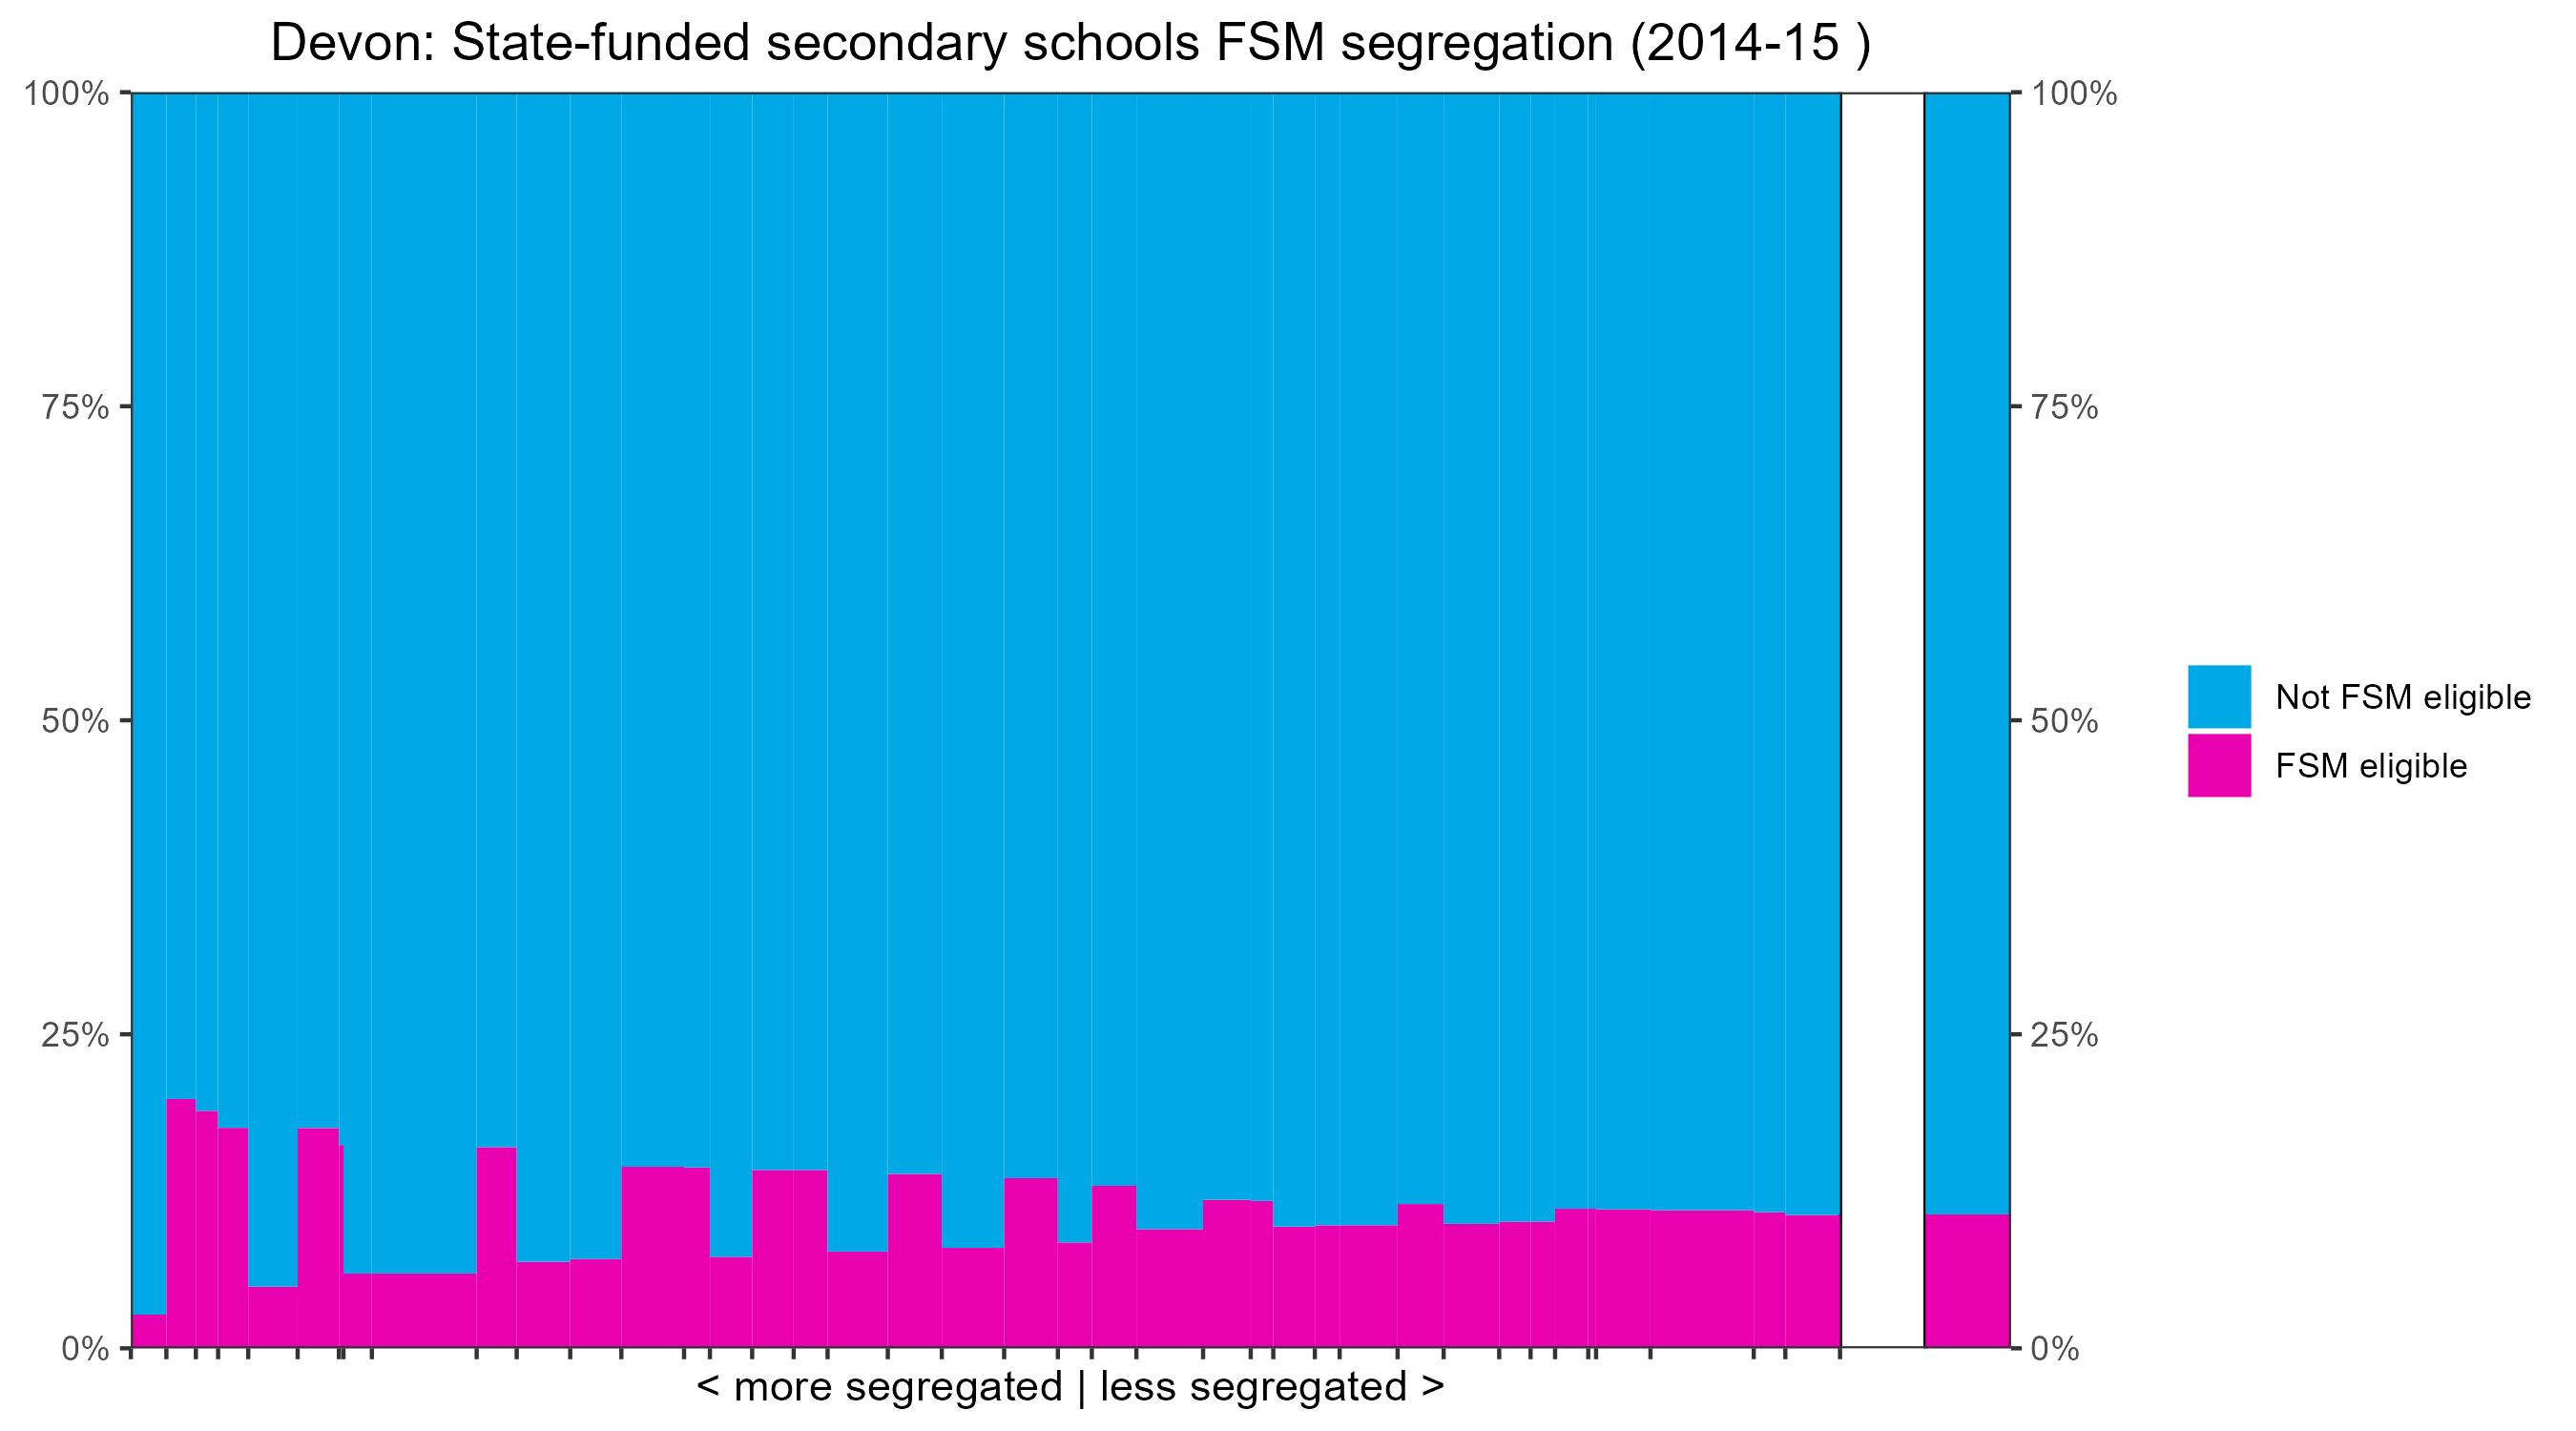 Devon: State-funded secondary schools FSM segregation (2014-15 )
100%
75%
50%
25%
0%
100%
75%
50%
25%
0%
Not FSM eligible
FSM eligible
< more segregated | less segregated >